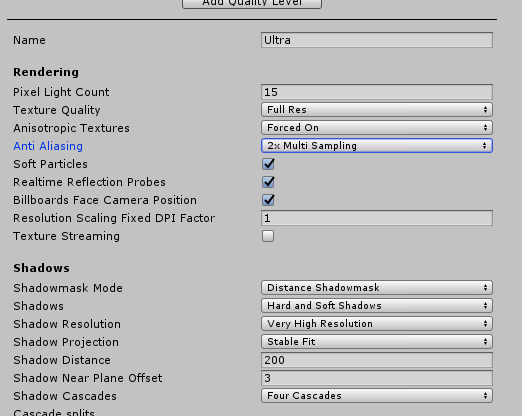 Add Quality Level
Name Ultra
Rendering
Pixel Light Count 15
Texture Quality Full Res
Anisotropic Textures Forced On
Anti Aliasing 2x Multi Sampling
Soft Particles
Realtime Reflection Probes
Billboards Face Camera Position
Resolution Scaling Fixed DPI Factor 1
Texture Streaming
Shadows
Shadowmask Mode Distance Shadowmask
Shadows Hard and Soft Shadows
Shadow Resolution Very High Resolution
Shadow Projection Stable Fit
Shadow Distance 200
Shadow Near Plane Offset 3
Shadow Cascades Four Cascades
Cascade splits